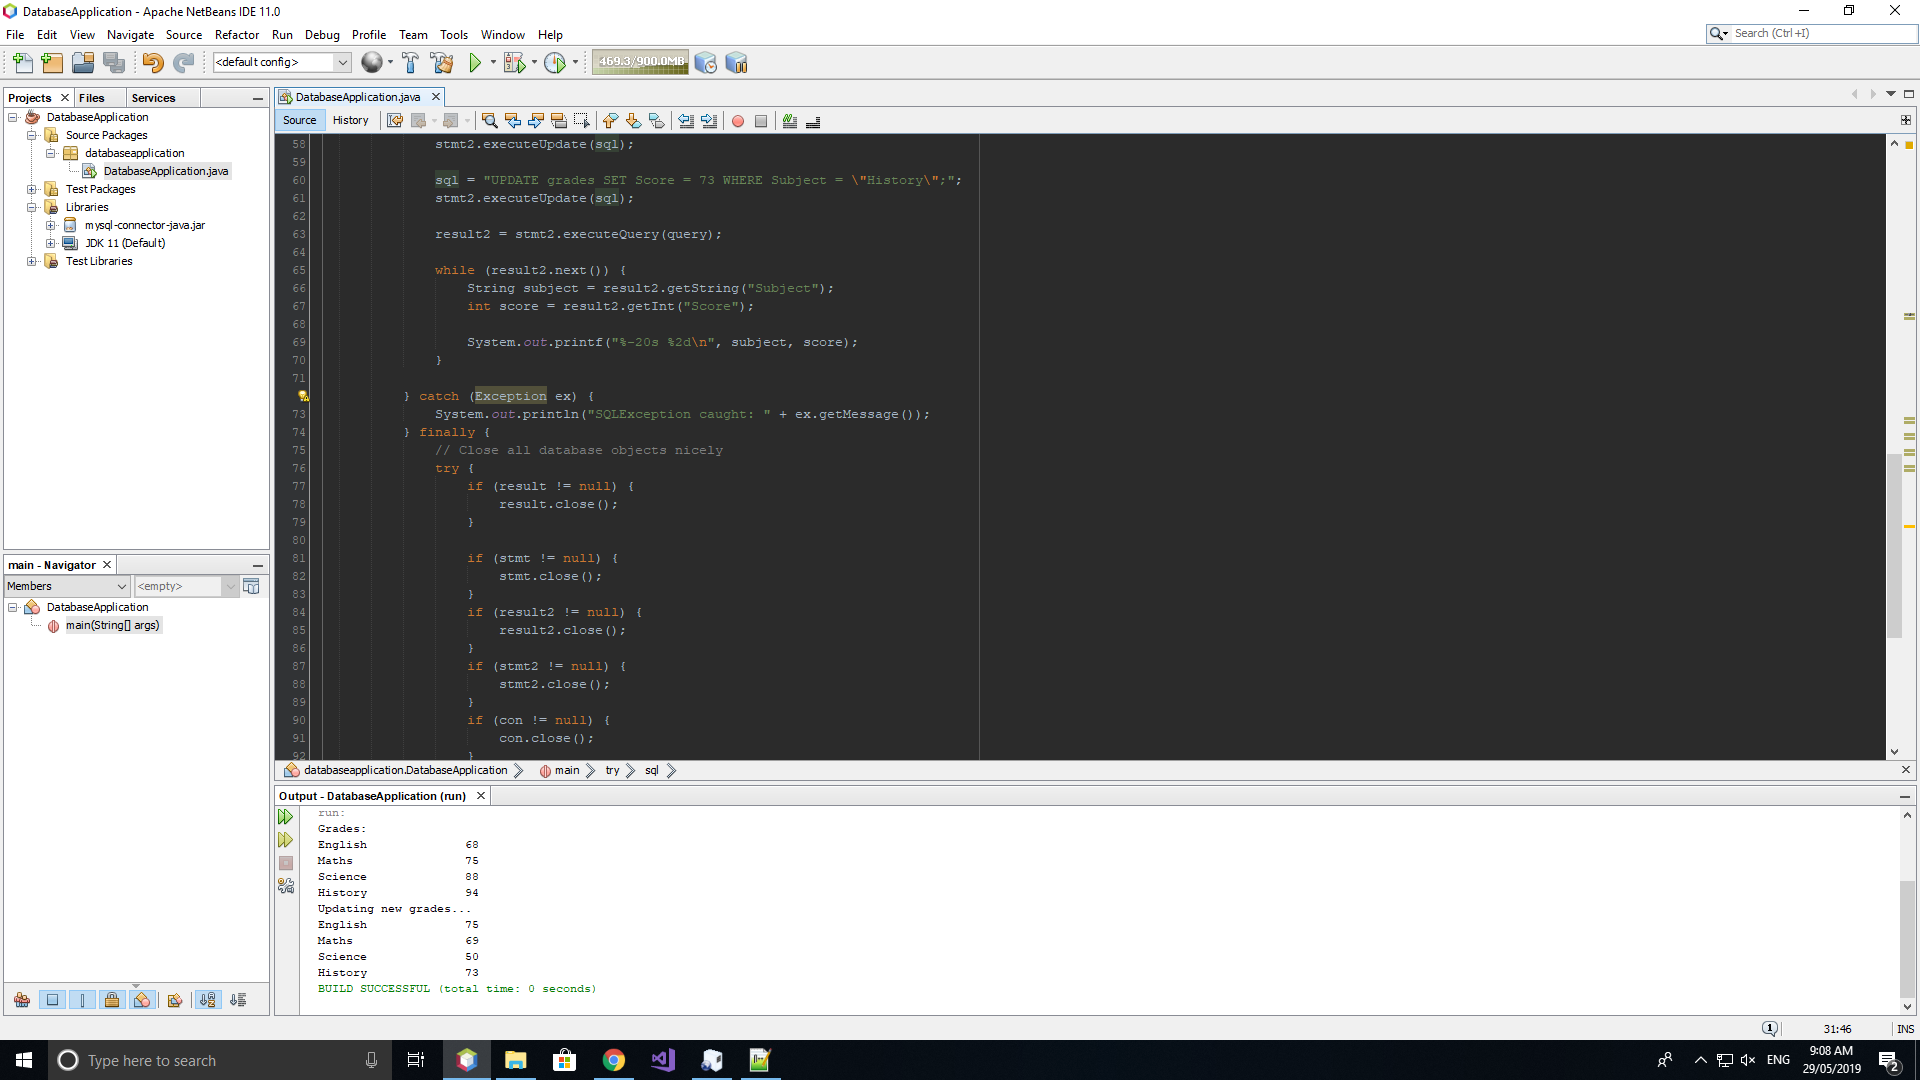 DatabaseApplication - Apache NetBeans IDE 11.0
File Edit View Navigate Source Refactor Run Debug Profile Team Tools Window Help
Search (Ctrl+I)
<default config>
469.3/900.0MB
Projects Files Services
DatabaseApplication
Source Packages
databaseapplication
DatabaseApplication.java
Test Packages
Libraries
mysql-connector-java.jar
JDK 11 (Default)
Test Libraries
main - Navigator
Members <empty>
DatabaseApplication
main(String[] args)
DatabaseApplication.java
Source History
58 stmt2.executeUpdate(sql);
59
60 sql = "UPDATE grades SET Score = 73 WHERE Subject = \"History\";";
61 stmt2.executeUpdate(sql);
62
63 result2 = stmt2.executeQuery(query);
64
65 while (result2.next()) {
66 String subject = result2.getString("Subject");
67 int score = result2.getInt("Score");
68
69 System.out.printf("%-20s %2d\n", subject, score);
70 }
71
} catch (Exception ex) {
73 System.out.println("SQLException caught: " + ex.getMessage());
74 } finally {
75 // Close all database objects nicely
76 try {
77 if (result != null) {
78 result.close();
79 }
80
81 if (stmt != null) {
82 stmt.close();
83 }
84 if (result2 != null) {
85 result2.close();
86 }
87 if (stmt2 != null) {
88 stmt2.close();
89 }
90 if (con != null) {
91 con.close();
92 }
databaseapplication.DatabaseApplication main try sql
Output - DatabaseApplication (run)
run:
Grades:
English 68
Maths 75
Science 88
History 94
Updating new grades...
English 75
Maths 69
Science 50
History 73
BUILD SUCCESSFUL (total time: 0 seconds)
1 31:46 INS
Type here to search
ENG
9:08 AM
29/05/2019
2